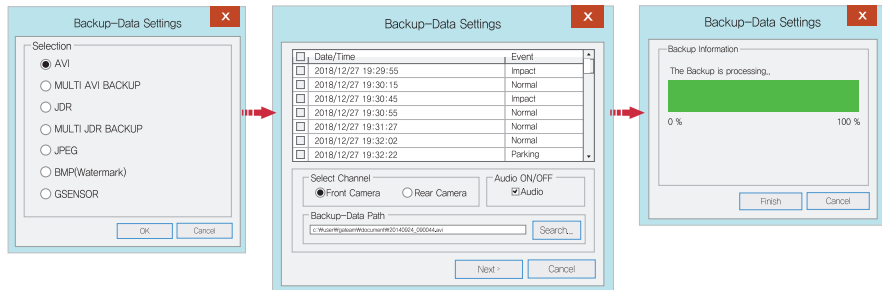 Backup-Data Settings
X
Selection
AVI
MULTI AVI BACKUP
JDR
MULTI JDR BACKUP
JPEG
BMP(Watermark)
GSENSOR
OK
Cancel
Backup-Data Settings
X
Date/Time
Event
2018/12/27 19:29:55
Impact
2018/12/27 19:30:15
Normal
2018/12/27 19:30:45
Impact
2018/12/27 19:30:55
Normal
2018/12/27 19:31:27
Normal
2018/12/27 19:32:02
Normal
2018/12/27 19:32:22
Parking
Select Channel
Front Camera
Rear Camera
Audio ON/OFF
Audio
Backup-Data Path
c:₩user₩gateam₩document₩20140924_090044.avi
Search...
Next >
Cancel
Backup-Data Settings
X
Backup Information
The Backup is processing..
0 %
100 %
Finish
Cancel